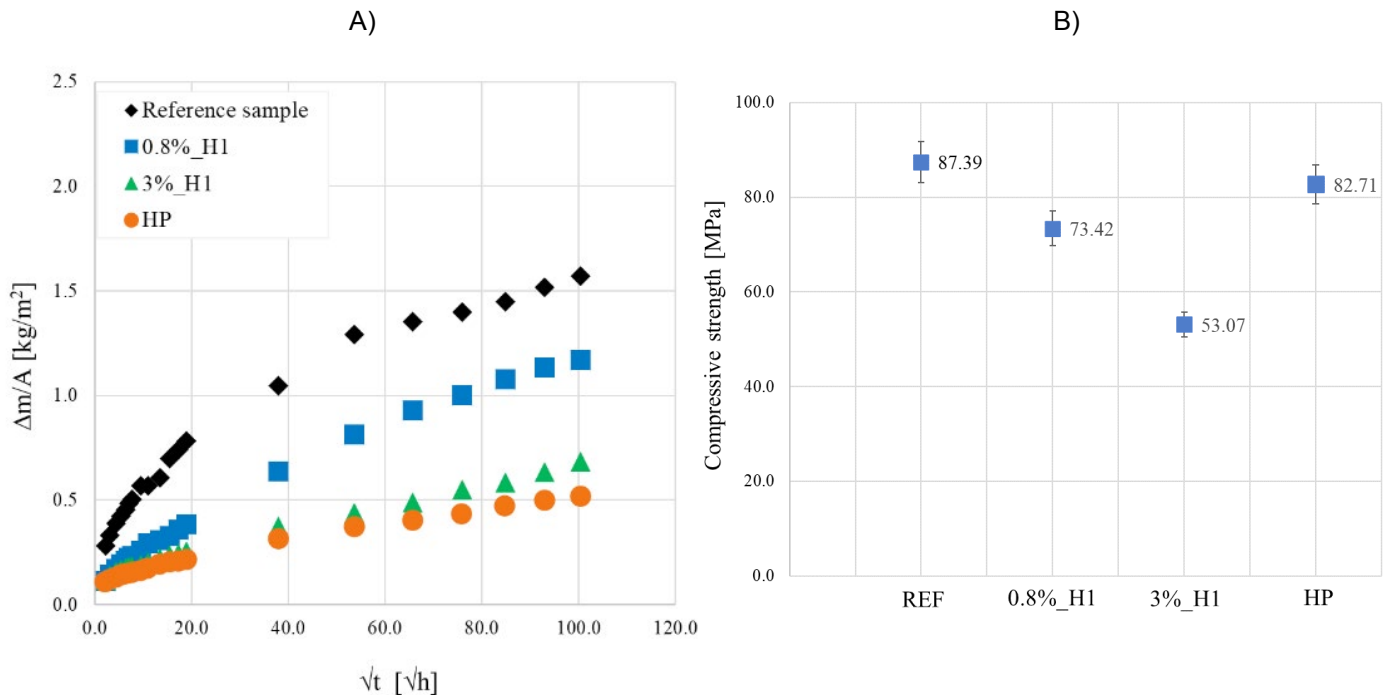 A)
2.5
2.0
1.5
1.0
0.5
0.0
Δm/A [kg/m²]
Reference sample
0.8%_H1
3%_H1
HP
0.0 20.0 40.0 60.0 80.0 100.0 120.0
√t [√h]
B)
100.0
80.0
60.0
40.0
20.0
0.0
Compressive strength [MPa]
87.39
73.42
53.07
82.71
REF 0.8%_H1 3%_H1 HP